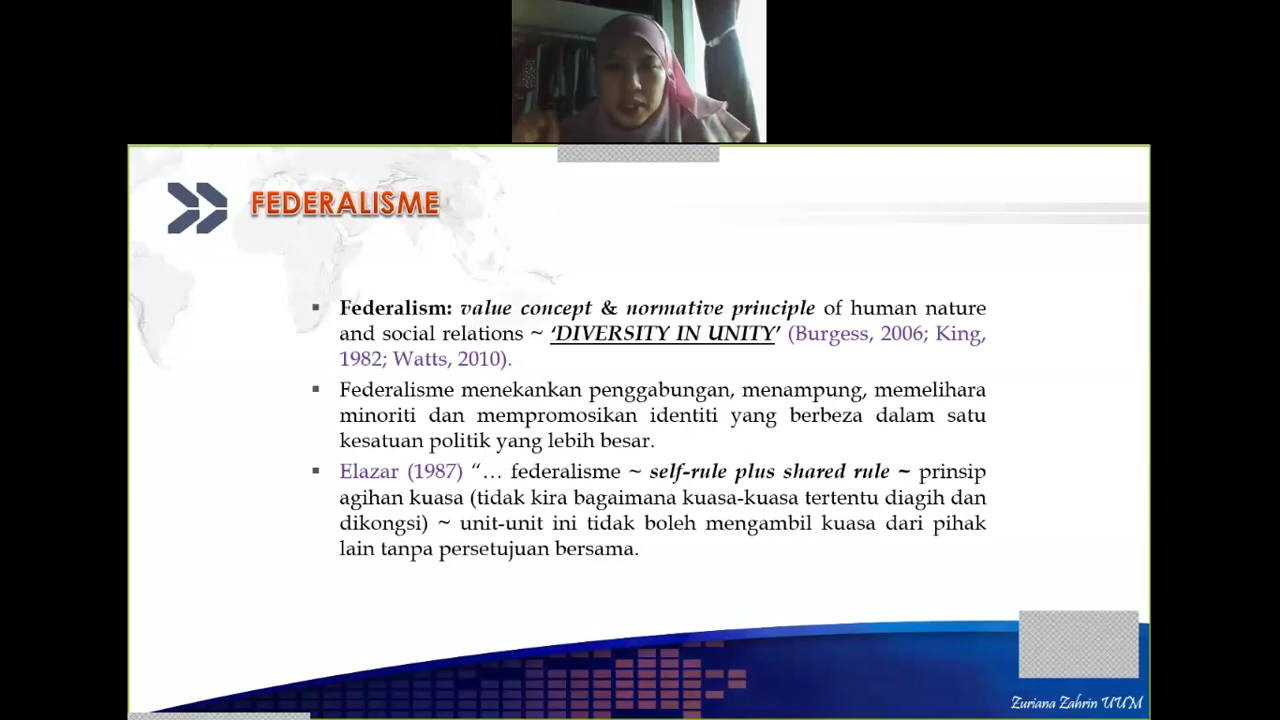 FEDERALISME
▪ Federalism: value concept & normative principle of human nature
and social relations ~ ‘DIVERSITY IN UNITY’ (Burgess, 2006; King,
1982; Watts, 2010).
▪ Federalisme menekankan penggabungan, menampung, memelihara
minoriti dan mempromosikan identiti yang berbeza dalam satu
kesatuan politik yang lebih besar.
▪ Elazar (1987) “… federalisme ~ self-rule plus shared rule ~ prinsip
agihan kuasa (tidak kira bagaimana kuasa-kuasa tertentu diagih dan
dikongsi) ~ unit-unit ini tidak boleh mengambil kuasa dari pihak
lain tanpa persetujuan bersama.
Zuriana Zahrin UUM